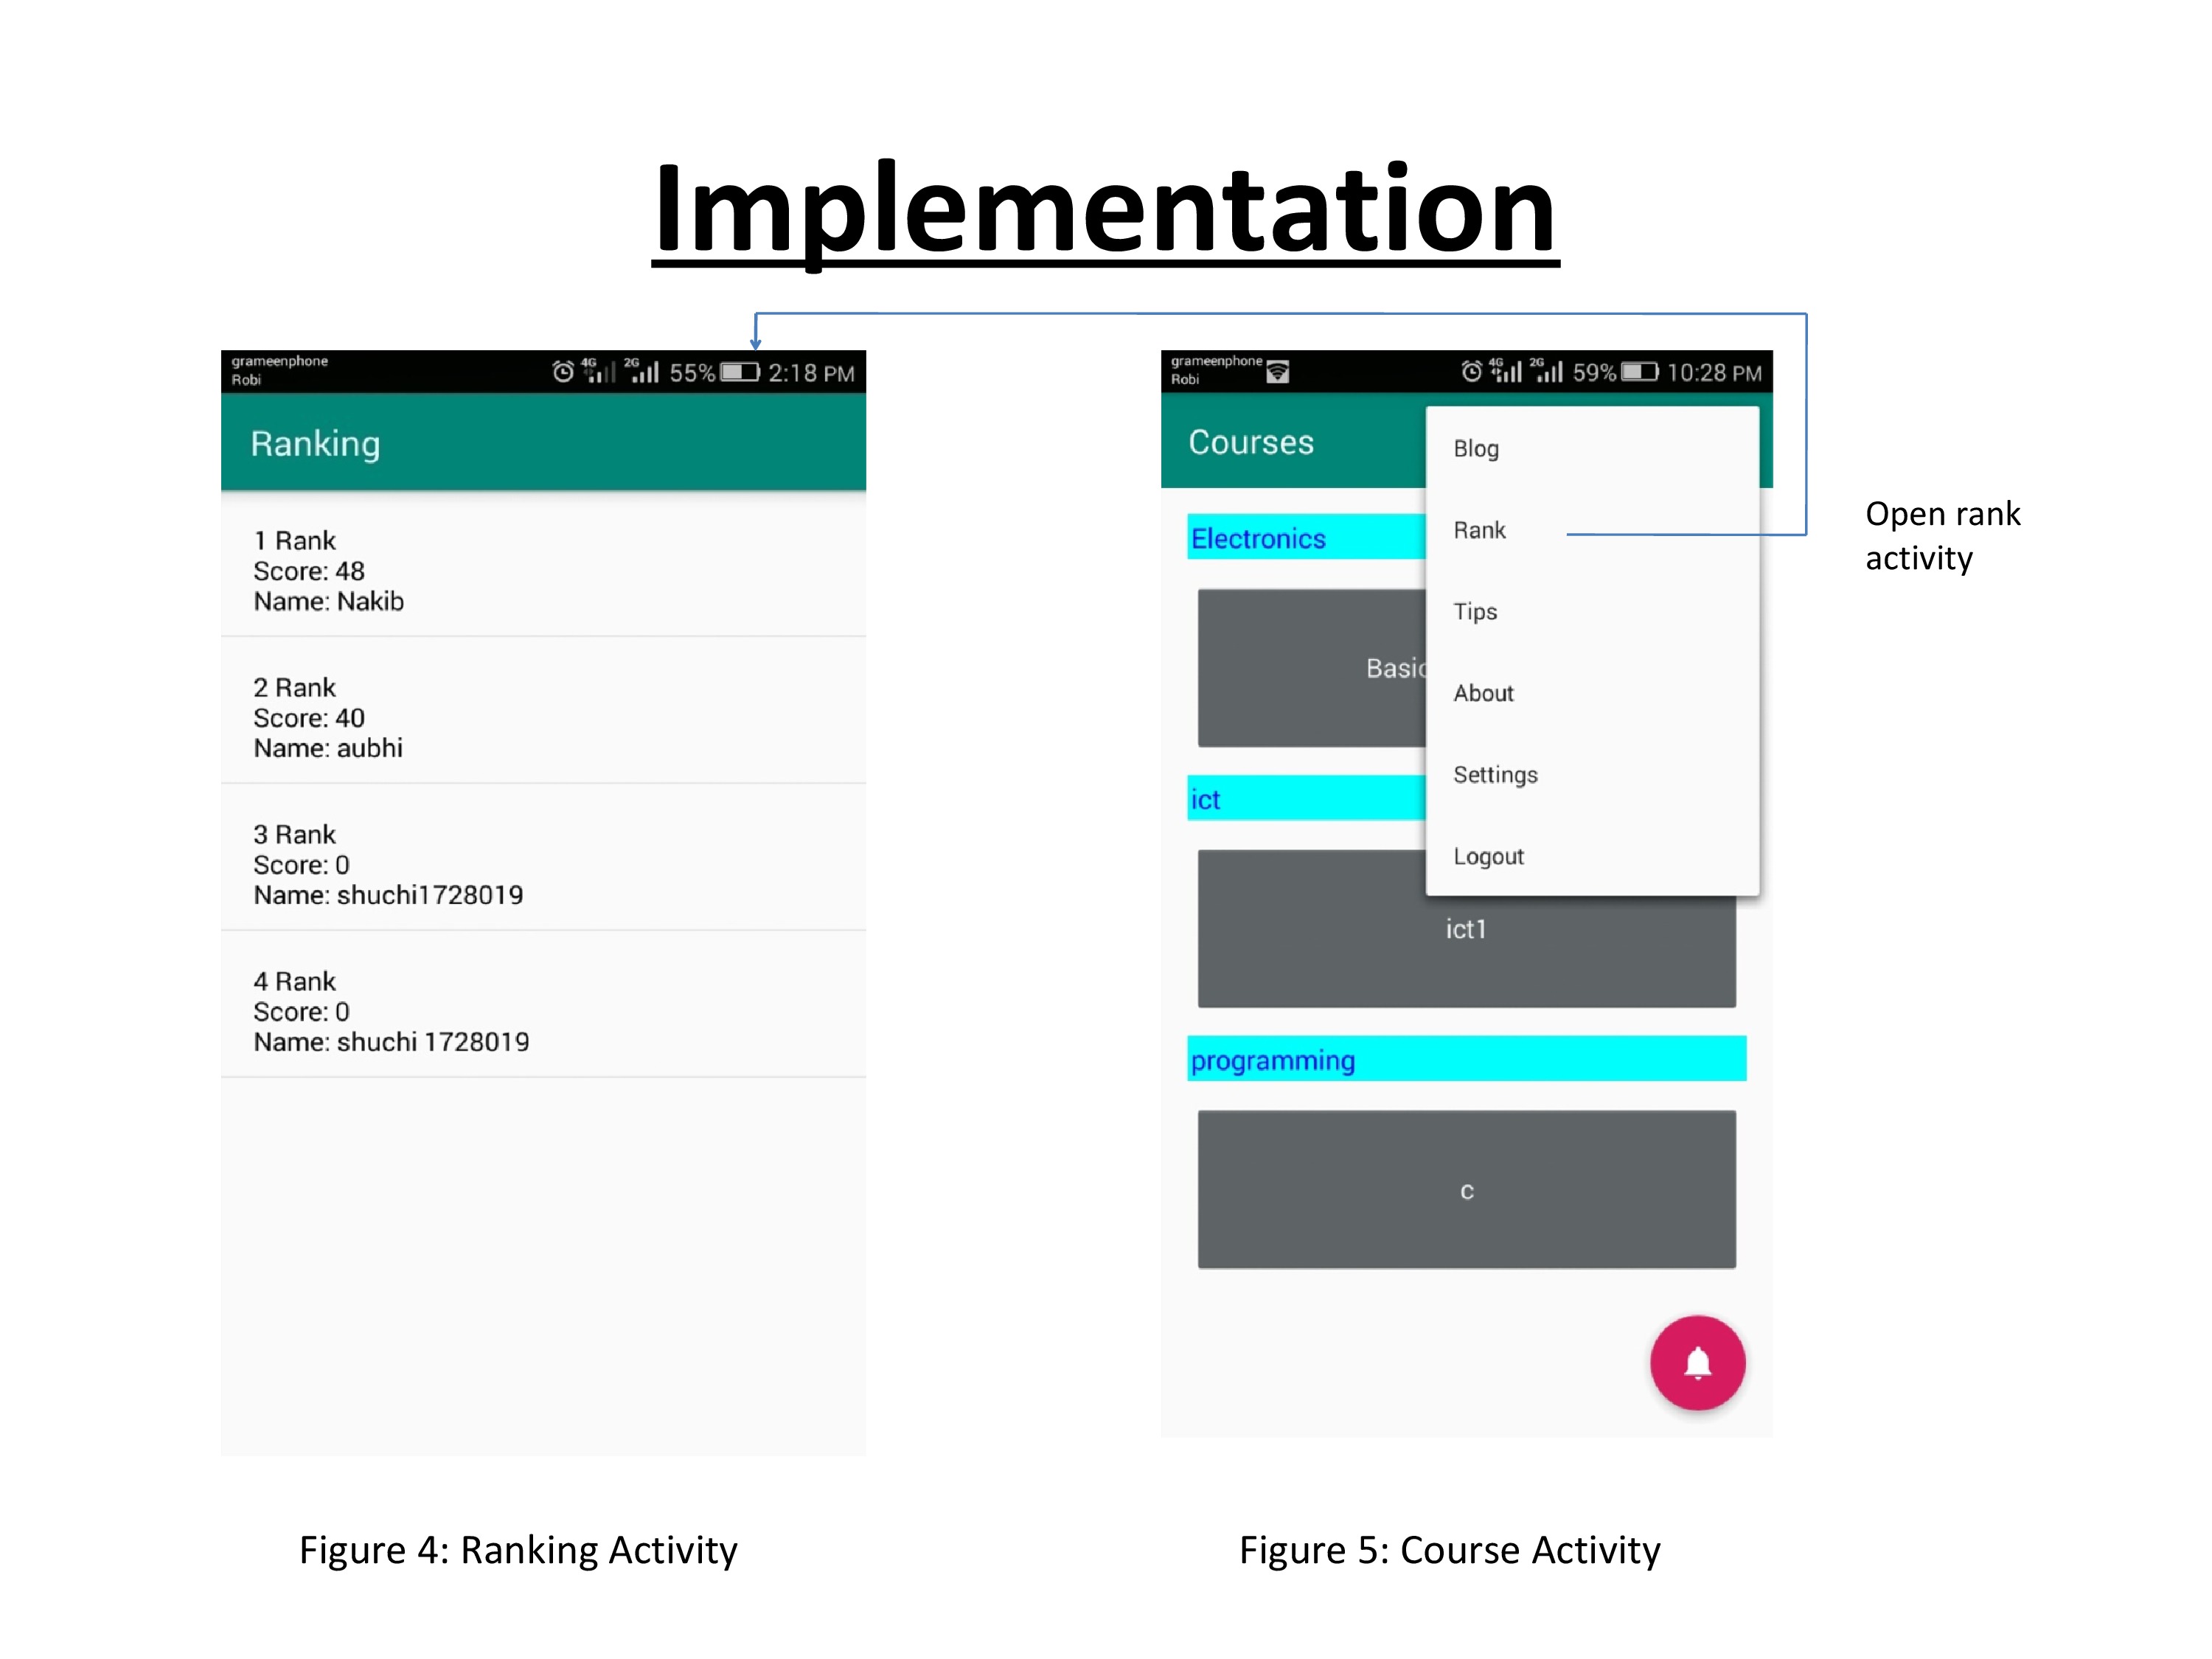 Implementation
grameenphone
Robi
4G
2G
55%
2:18 PM
Ranking
1 Rank
Score: 48
Name: Nakib
2 Rank
Score: 40
Name: aubhi
3 Rank
Score: 0
Name: shuchi1728019
4 Rank
Score: 0
Name: shuchi 1728019
Figure 4: Ranking Activity
grameenphone
Robi
4G
2G
59%
10:28 PM
Courses
Blog
Rank
Tips
About
Settings
Logout
Electronics
Basic
ict
ict1
programming
c
Open rank
activity
Figure 5: Course Activity